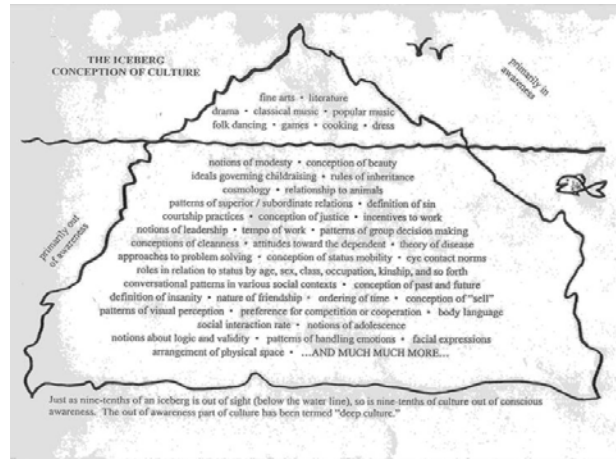 THE ICEBERG
CONCEPTION OF CULTURE
primarily in
awareness
fine arts • literature
drama • classical music • popular music
folk dancing • games • cooking • dress
notions of modesty • conception of beauty
ideals governing childraising • rules of inheritance
cosmology • relationship to animals
patterns of superior / subordinate relations • definition of sin
courtship practices • conception of justice • incentives to work
notions of leadership • tempo of work • patterns of group decision making
conceptions of cleanness • attitudes toward the dependent • theory of disease
approaches to problem solving • conception of status mobility • eye contact norms
roles in relation to status by age, sex, class, occupation, kinship, and so forth
conversational patterns in various social contexts • conception of past and future
definition of insanity • nature of friendship • ordering of time • conception of "self"
patterns of visual perception • preference for competition or cooperation • body language
social interaction rate • notions of adolescence
notions about logic and validity • patterns of handling emotions • facial expressions
arrangement of physical space • …AND MUCH MUCH MORE…
primarily out
of awareness
Just as nine-tenths of an iceberg is out of sight (below the water line), so is nine-tenths of culture out of conscious
awareness. The out of awareness part of culture has been termed "deep culture."